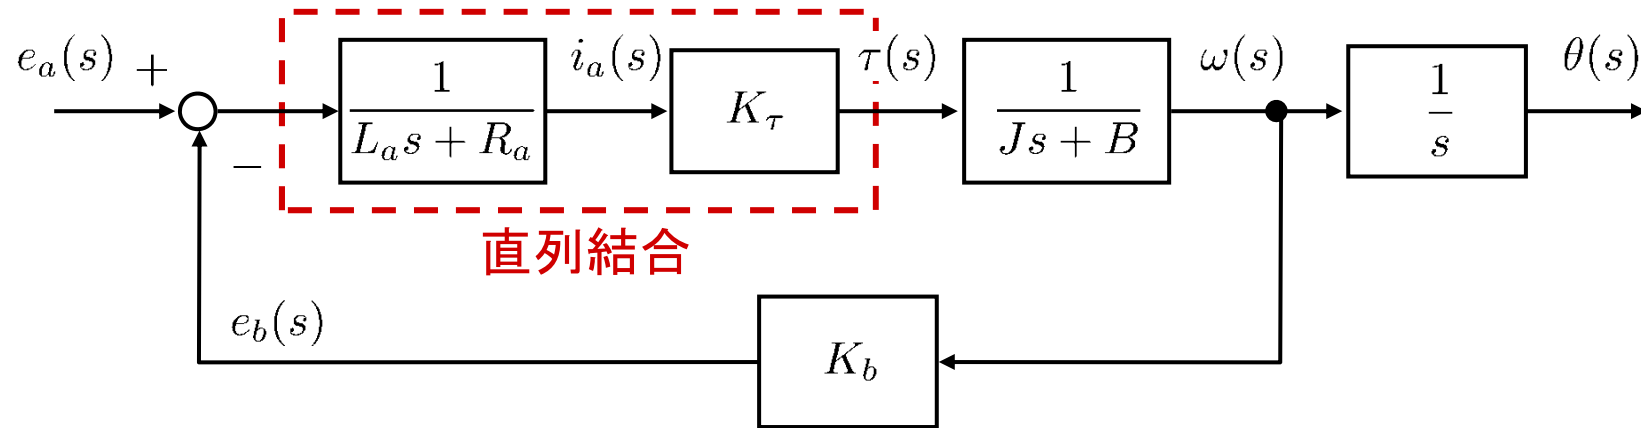 e_a(s) + i_a(s) τ(s) ω(s) θ(s)
1/(L_a s + R_a) K_τ 1/(Js + B) 1/s
−
直列結合
e_b(s) K_b